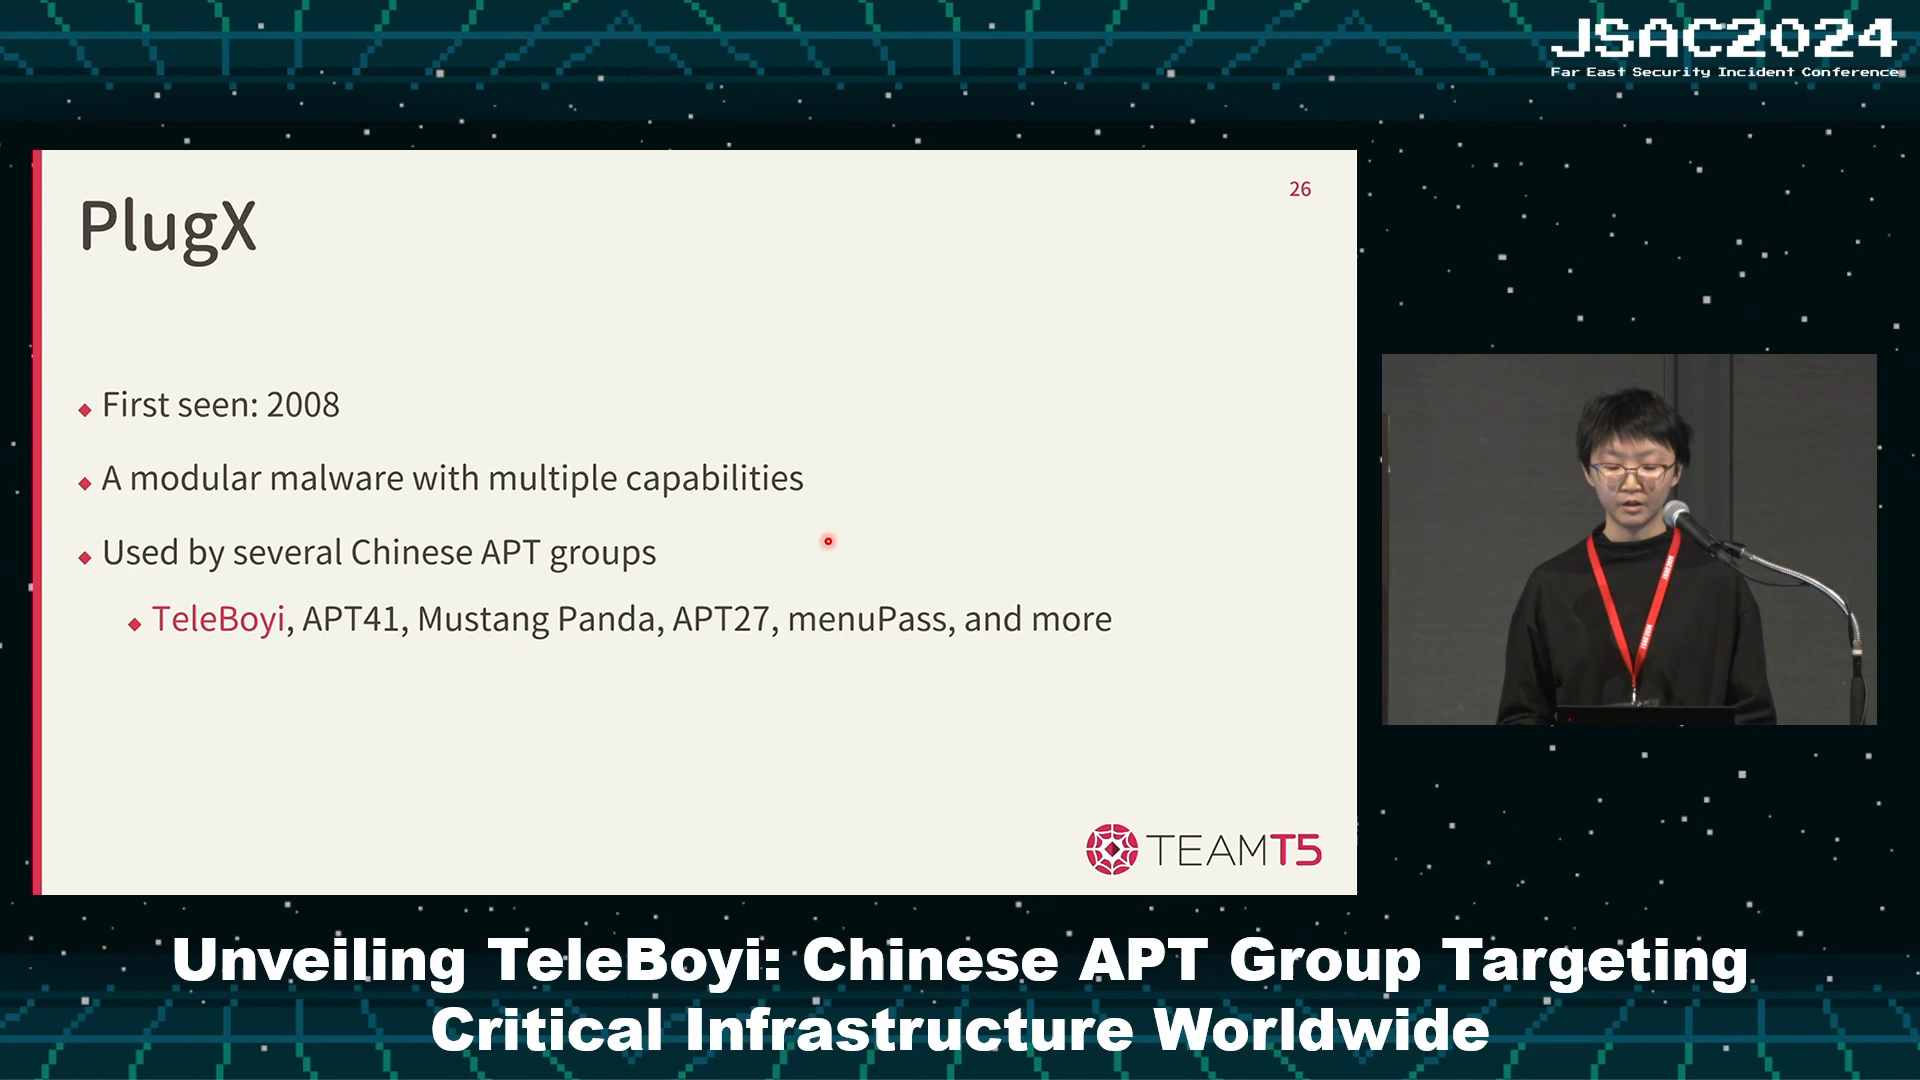 JSAC2024
Far East Security Incident Conference
26
PlugX
First seen: 2008
A modular malware with multiple capabilities
Used by several Chinese APT groups
TeleBoyi, APT41, Mustang Panda, APT27, menuPass, and more
TEAMT5
Unveiling TeleBoyi: Chinese APT Group Targeting
Critical Infrastructure Worldwide